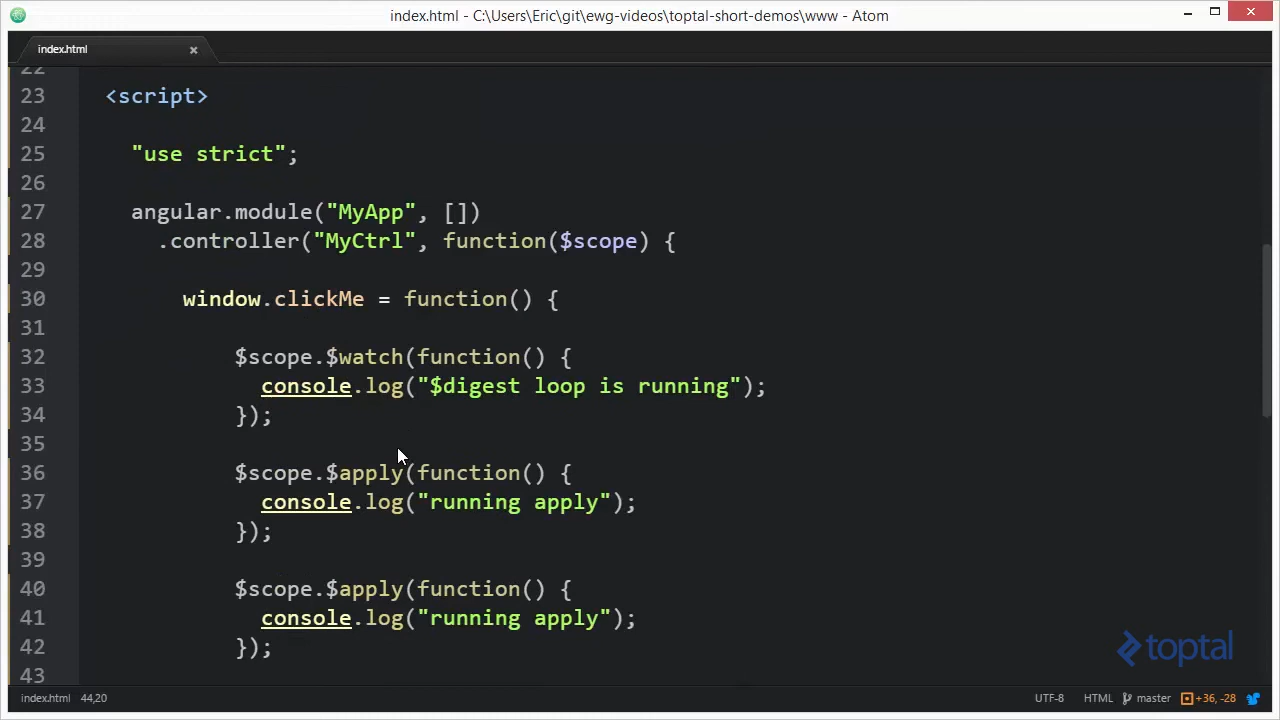 index.html - C:\Users\Eric\git\ewg-videos\toptal-short-demos\www - Atom
index.html
22
23 <script>
24
25 "use strict";
26
27 angular.module("MyApp", [])
28 .controller("MyCtrl", function($scope) {
29
30 window.clickMe = function() {
31
32 $scope.$watch(function() {
33 console.log("$digest loop is running");
34 });
35
36 $scope.$apply(function() {
37 console.log("running apply");
38 });
39
40 $scope.$apply(function() {
41 console.log("running apply");
42 });
43
toptal
index.html 44,20 UTF-8 HTML master +36, -28